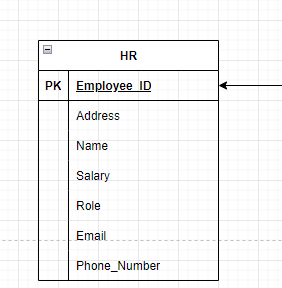 HR
PK Employee_ID
Address
Name
Salary
Role
Email
Phone_Number